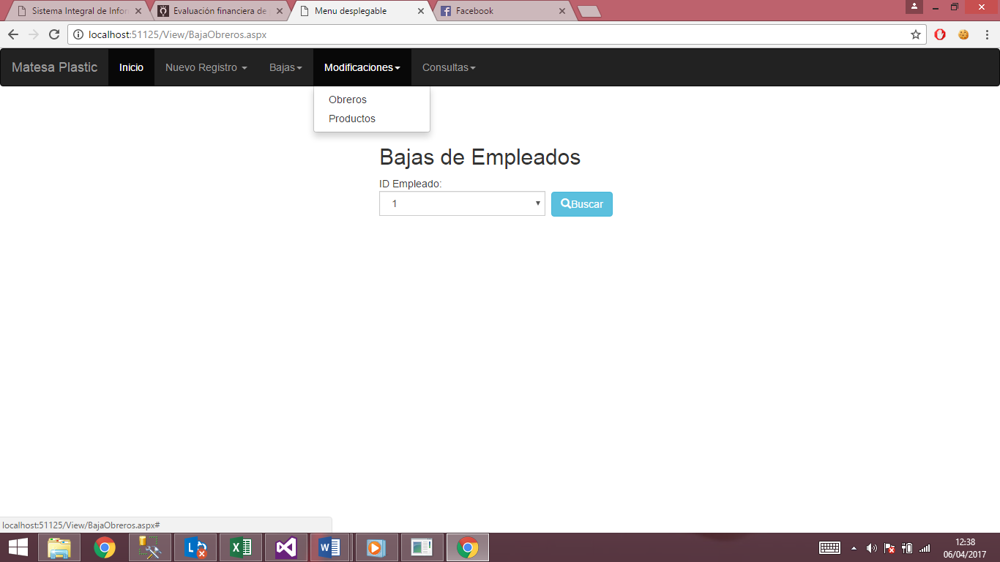 Sistema Integral de Infor
Evaluación financiera de
Menu desplegable
Facebook
localhost:51125/View/BajaObreros.aspx
Matesa Plastic
Inicio
Nuevo Registro
Bajas
Modificaciones
Consultas
Obreros
Productos
Bajas de Empleados
ID Empleado:
1
Buscar
localhost:51125/View/BajaObreros.aspx#
12:38
06/04/2017